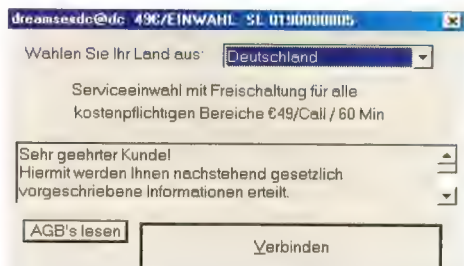 dreamsexdc@dc 49€/EINWAHL SL 0190000005
Wahlen Sie Ihr Land aus:
Deutschland
Serviceeinwahl mit Freischaltung für alle
kostenpflichtigen Bereiche €49/Call / 60 Min
Sehr geehrter Kunde!
Hiermit werden Ihnen nachstehend gesetzlich
vorgeschriebene Informationen erteilt.
AGB's lesen
Verbinden